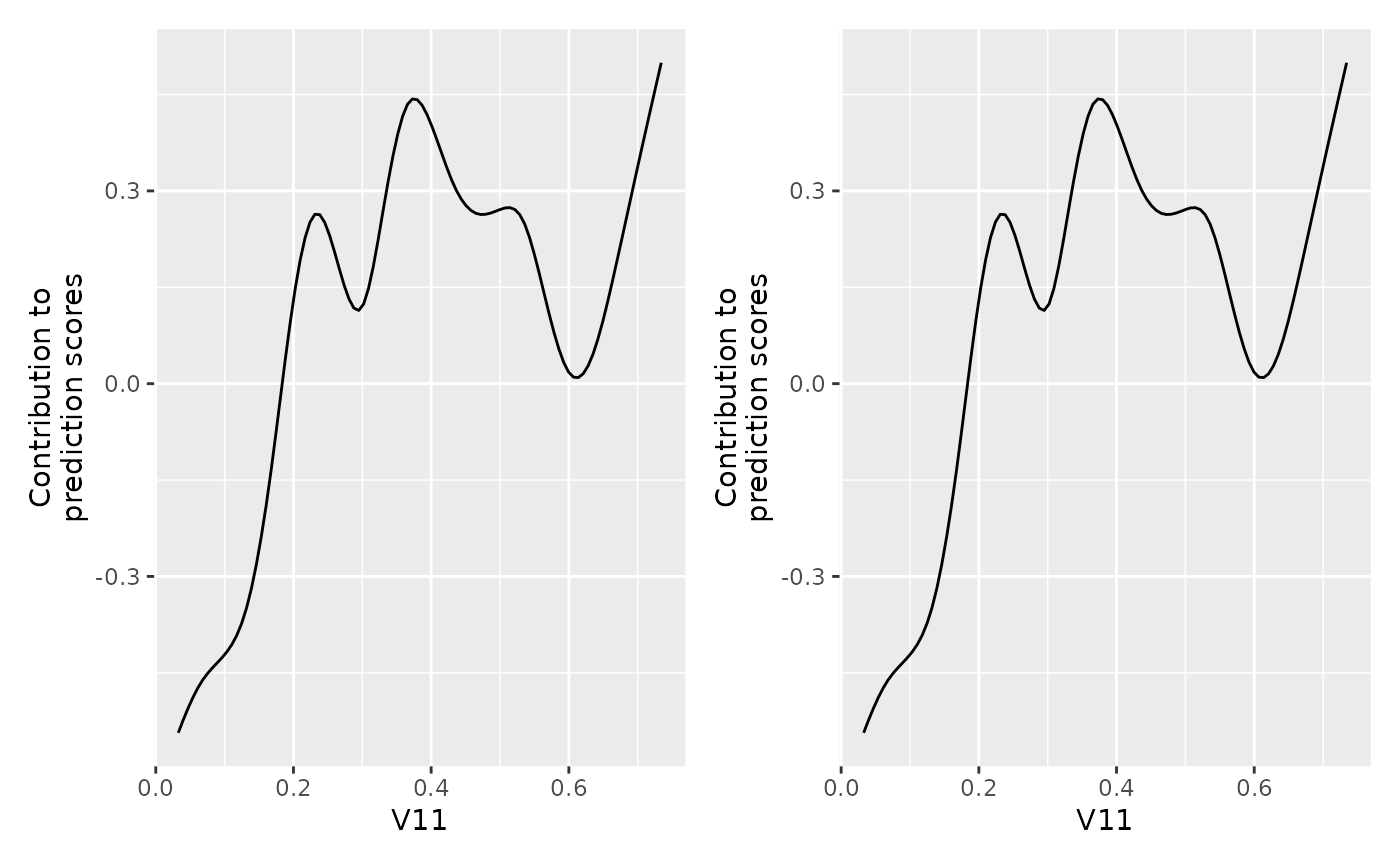 Contribution to
prediction scores
0.3
0.0
-0.3
0.0 0.2 0.4 0.6
V11
Contribution to
prediction scores
0.3
0.0
-0.3
0.0 0.2 0.4 0.6
V11